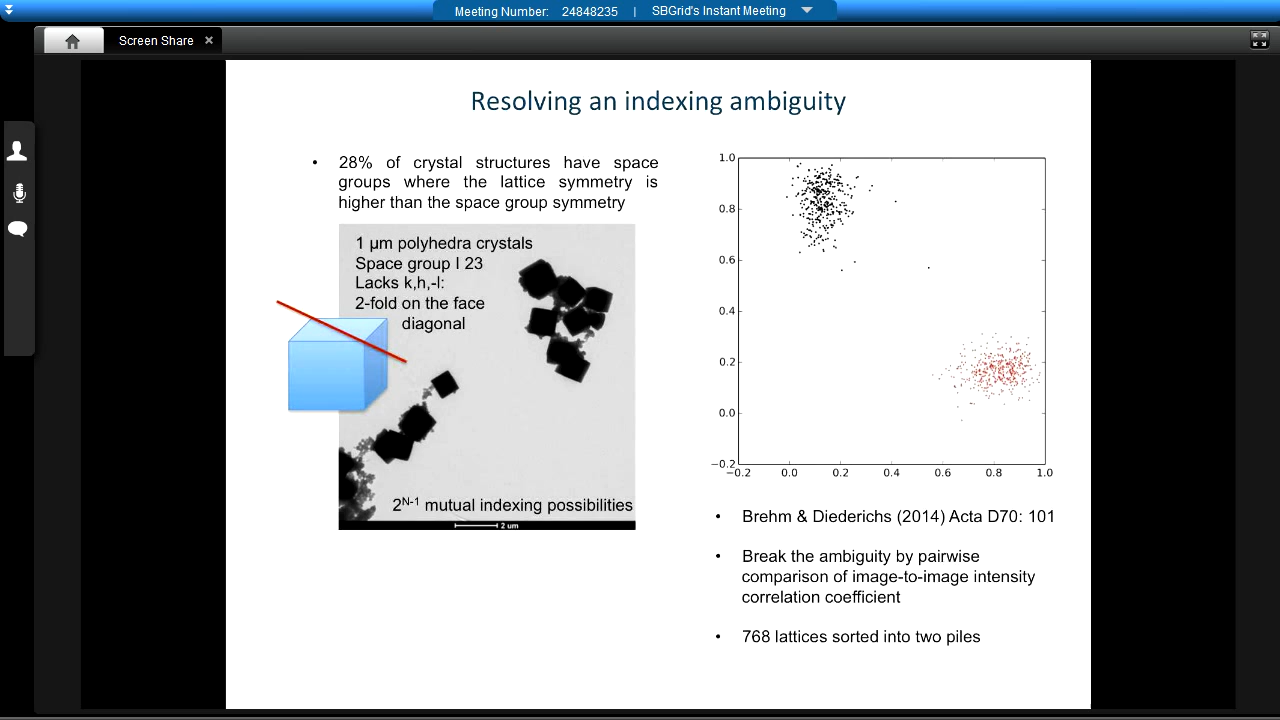 Meeting Number: 24848235 | SBGrid's Instant Meeting
Screen Share ×
Resolving an indexing ambiguity
• 28% of crystal structures have space
groups where the lattice symmetry is
higher than the space group symmetry
1 µm polyhedra crystals
Space group I 23
Lacks k,h,-l:
2-fold on the face
diagonal
2N-1 mutual indexing possibilities
2 um
1.0
0.8
0.6
0.4
0.2
0.0
−0.2
−0.2 0.0 0.2 0.4 0.6 0.8 1.0
• Brehm & Diederichs (2014) Acta D70: 101
• Break the ambiguity by pairwise
comparison of image-to-image intensity
correlation coefficient
• 768 lattices sorted into two piles